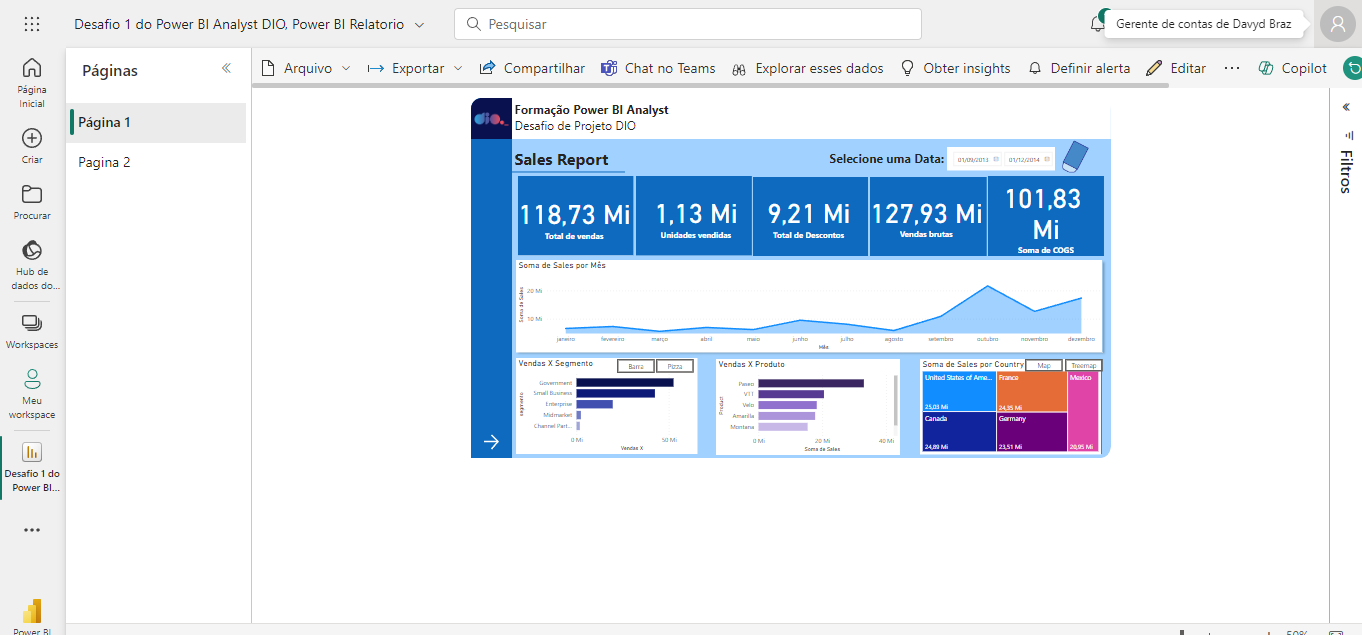 Desafio 1 do Power BI Analyst DIO, Power BI Relatorio
Pesquisar
Gerente de contas de Davyd Braz
Página Inicial
Criar
Procurar
Hub de dados do...
Workspaces
Meu workspace
Desafio 1 do Power BI...
Power BI
Páginas
Página 1
Pagina 2
Arquivo
Exportar
Compartilhar
Chat no Teams
Explorar esses dados
Obter insights
Definir alerta
Editar
Copilot
Filtros
dio.
Formação Power BI Analyst
Desafio de Projeto DIO
Sales Report
Selecione uma Data:
01/09/2013
01/12/2014
118,73 Mi
Total de vendas
1,13 Mi
Unidades vendidas
9,21 Mi
Total de Descontos
127,93 Mi
Vendas brutas
101,83 Mi
Soma de COGS
Soma de Sales por Mês
Soma de Sales
20 Mi
10 Mi
janeiro fevereiro março abril maio junho julho agosto setembro outubro novembro dezembro
Mês
Vendas X Segmento
Barra
Pizza
segmento
Government
Small Business
Enterprise
Midmarket
Channel Part...
0 Mi 50 Mi
Vendas X
Vendas X Produto
Product
Paseo
VTT
Velo
Amarilla
Montana
0 Mi 20 Mi 40 Mi
Soma de Sales
Soma de Sales por Country
Map
Treemap
United States of Ame...
25,03 Mi
France
24,35 Mi
Mexico
20,95 Mi
Canada
24,89 Mi
Germany
23,51 Mi
50%